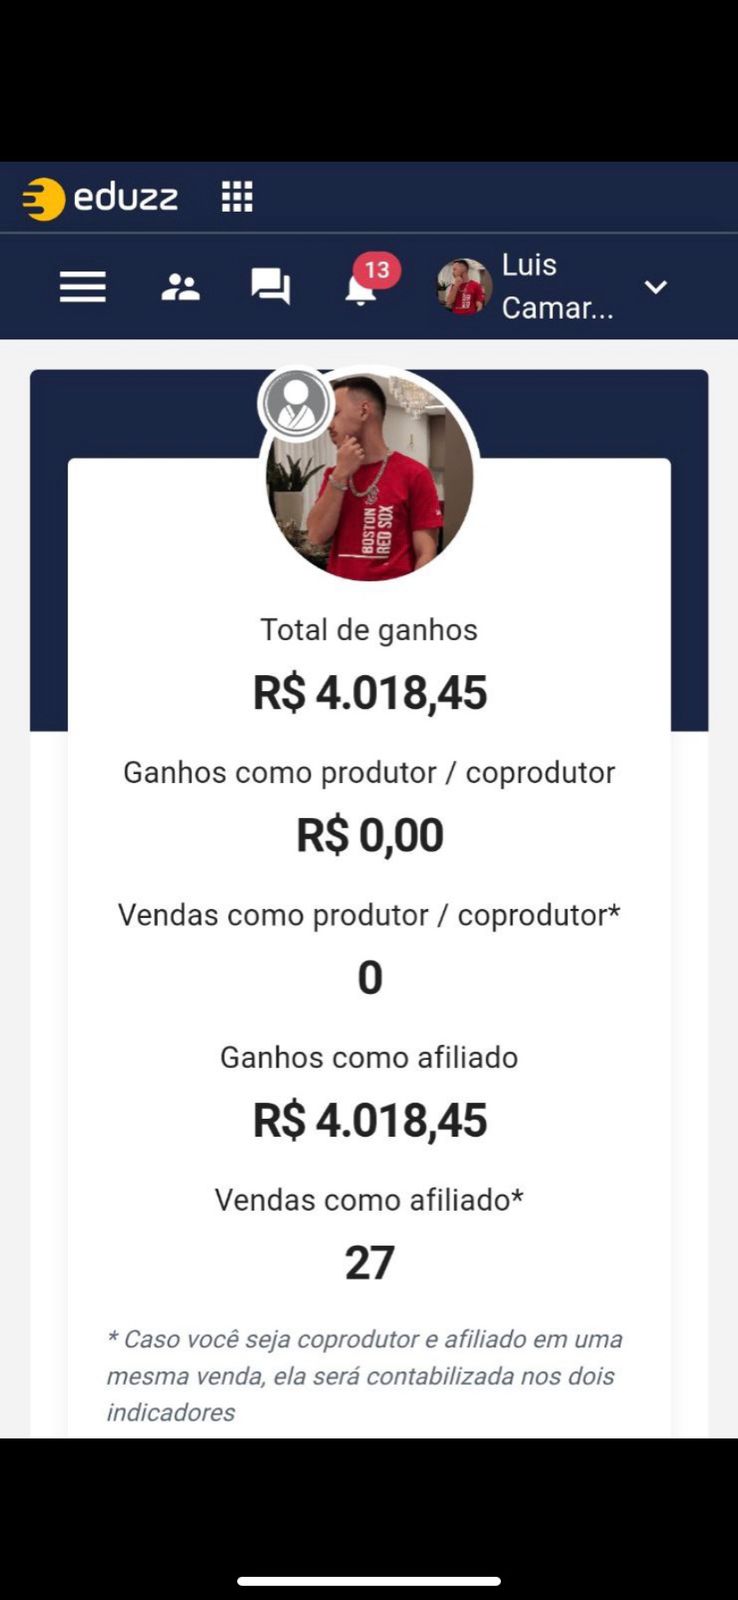 eduzz
13
Luis
Camar...
BOSTON
RED SOX
Total de ganhos
R$ 4.018,45
Ganhos como produtor / coprodutor
R$ 0,00
Vendas como produtor / coprodutor*
0
Ganhos como afiliado
R$ 4.018,45
Vendas como afiliado*
27
* Caso você seja coprodutor e afiliado em uma
mesma venda, ela será contabilizada nos dois
indicadores